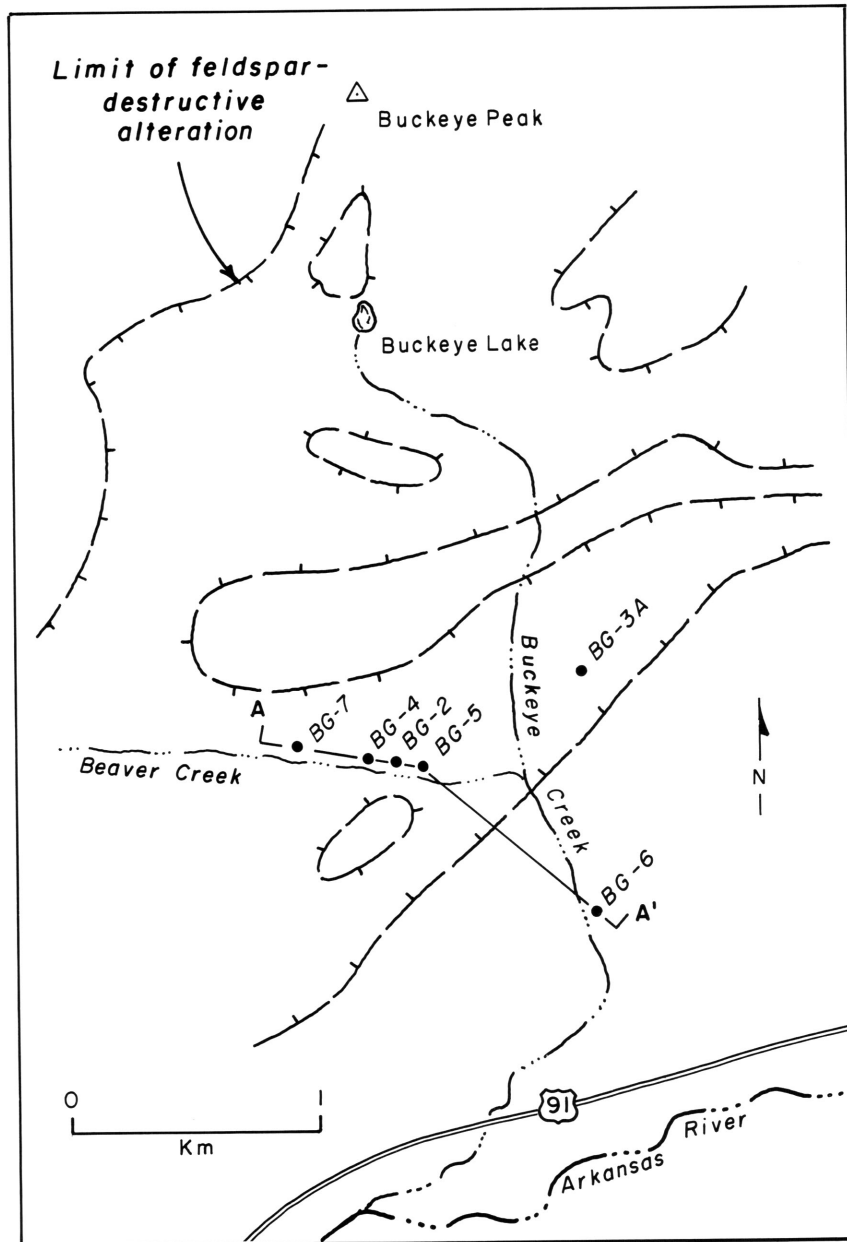 Limit of feldspar-
destructive
alteration
Buckeye Peak
Buckeye Lake
BG-3A
Buckeye
Creek
A
BG-7
BG-4
BG-2
BG-5
Beaver Creek
N
BG-6
A'
0 1
Km
91
Arkansas River